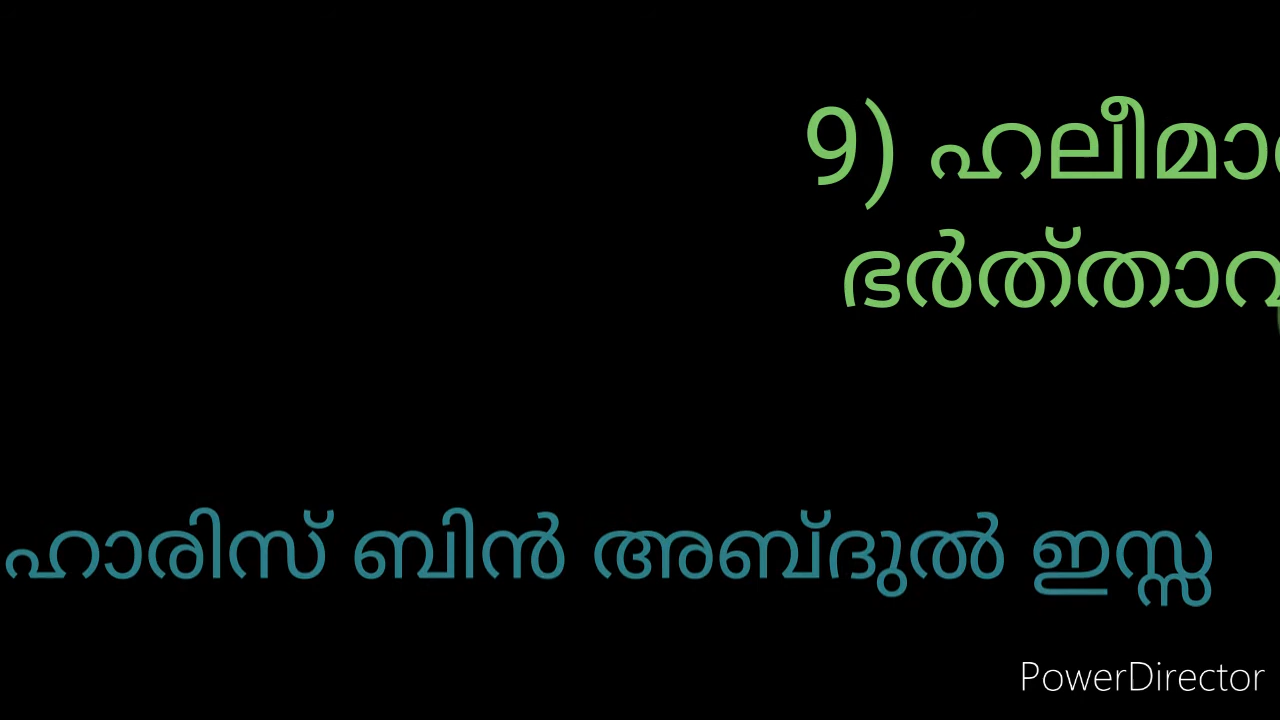 9) ഹലീമാ
ഭർത്താവ
ഹാരിസ് ബിൻ അബ്ദുൽ ഇസ്സ
PowerDirector